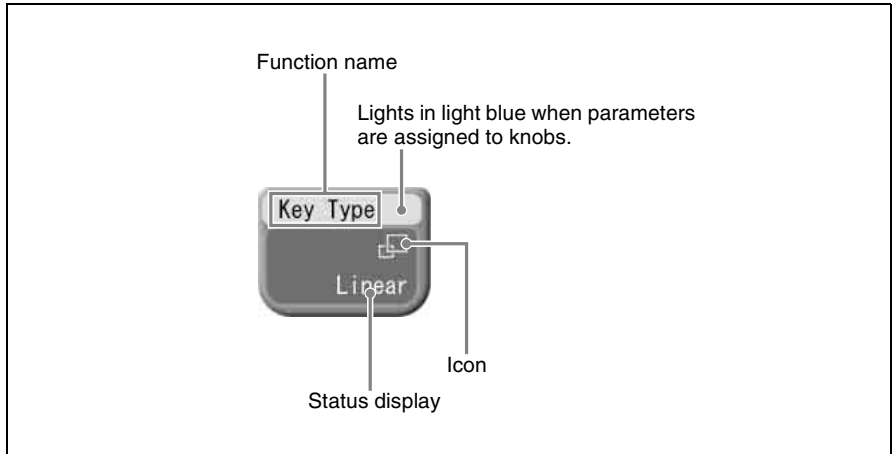 Function name
Lights in light blue when parameters
are assigned to knobs.
Key Type
Linear
Icon
Status display